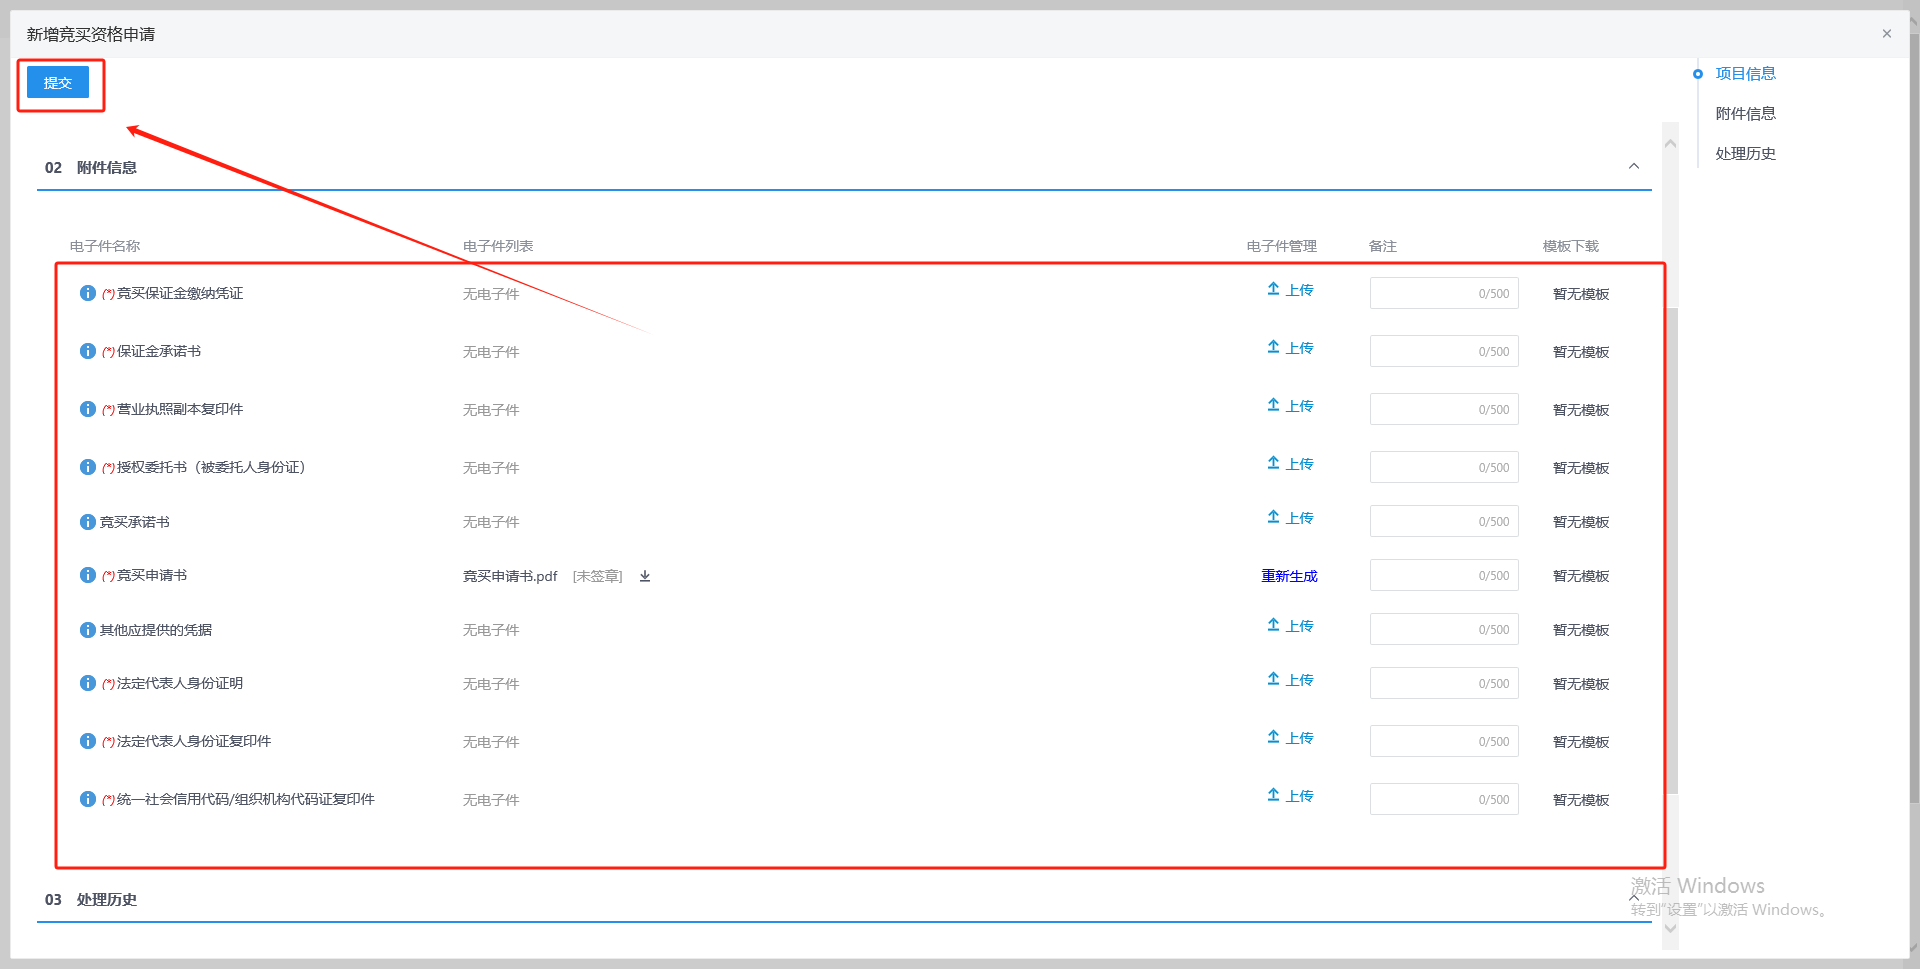 新增竞买资格申请
提交
项目信息
附件信息
处理历史
02 附件信息
电子件名称 电子件列表 电子件管理 备注 模板下载
(*)竞买保证金缴纳凭证 无电子件 上传 0/500 暂无模板
(*)保证金承诺书 无电子件 上传 0/500 暂无模板
(*)营业执照副本复印件 无电子件 上传 0/500 暂无模板
(*)授权委托书（被委托人身份证） 无电子件 上传 0/500 暂无模板
竞买承诺书 无电子件 上传 0/500 暂无模板
(*)竞买申请书 竞买申请书.pdf [未签章] 重新生成 0/500 暂无模板
其他应提供的凭据 无电子件 上传 0/500 暂无模板
(*)法定代表人身份证明 无电子件 上传 0/500 暂无模板
(*)法定代表人身份证复印件 无电子件 上传 0/500 暂无模板
(*)统一社会信用代码/组织机构代码证复印件 无电子件 上传 0/500 暂无模板
03 处理历史
激活 Windows
转到"设置"以激活 Windows。